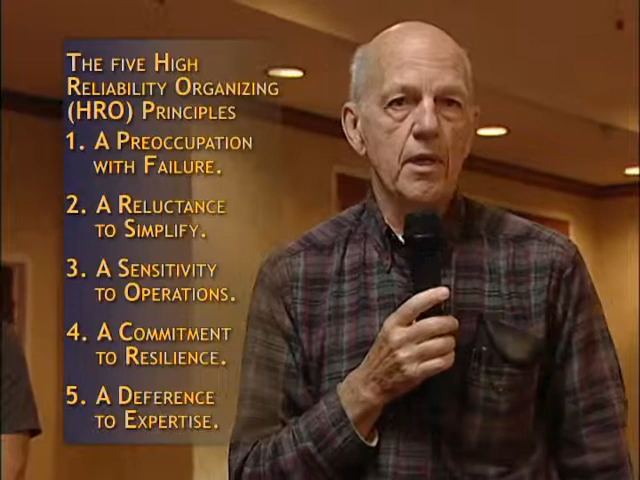 The five High
Reliability Organizing
(HRO) Principles
1. A Preoccupation
with Failure.
2. A Reluctance
to Simplify.
3. A Sensitivity
to Operations.
4. A Commitment
to Resilience.
5. A Deference
to Expertise.